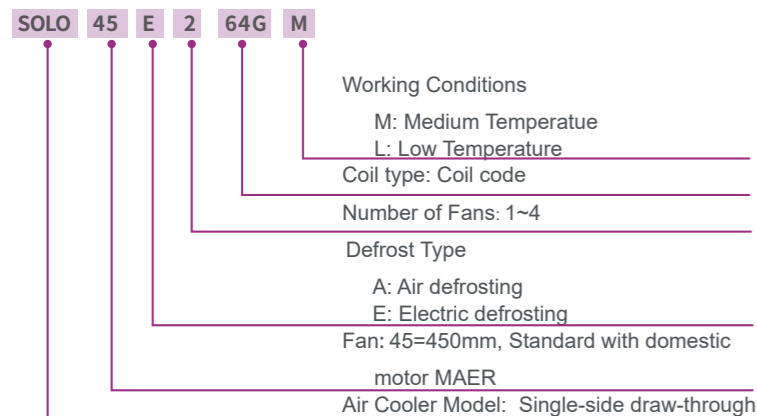 SOLO 45 E 2 64G M
Working Conditions
M: Medium Temperatue
L: Low Temperature
Coil type: Coil code
Number of Fans: 1~4
Defrost Type
A: Air defrosting
E: Electric defrosting
Fan: 45=450mm, Standard with domestic
motor MAER
Air Cooler Model: Single-side draw-through